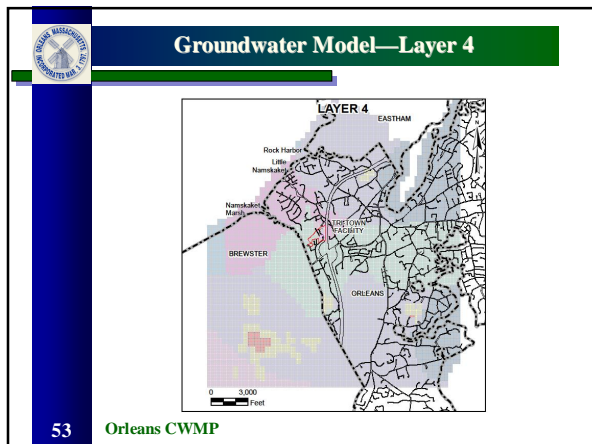 ORLEANS MASSACHUSETTS
INCORPORATED MAR. 3, 1797
Groundwater Model—Layer 4
LAYER 4
EASTHAM
Rock Harbor
Little
Namskaket
Namskaket
Marsh
TRI-TOWN
FACILITY
BREWSTER
ORLEANS
0 3,000
Feet
N
53 Orleans CWMP